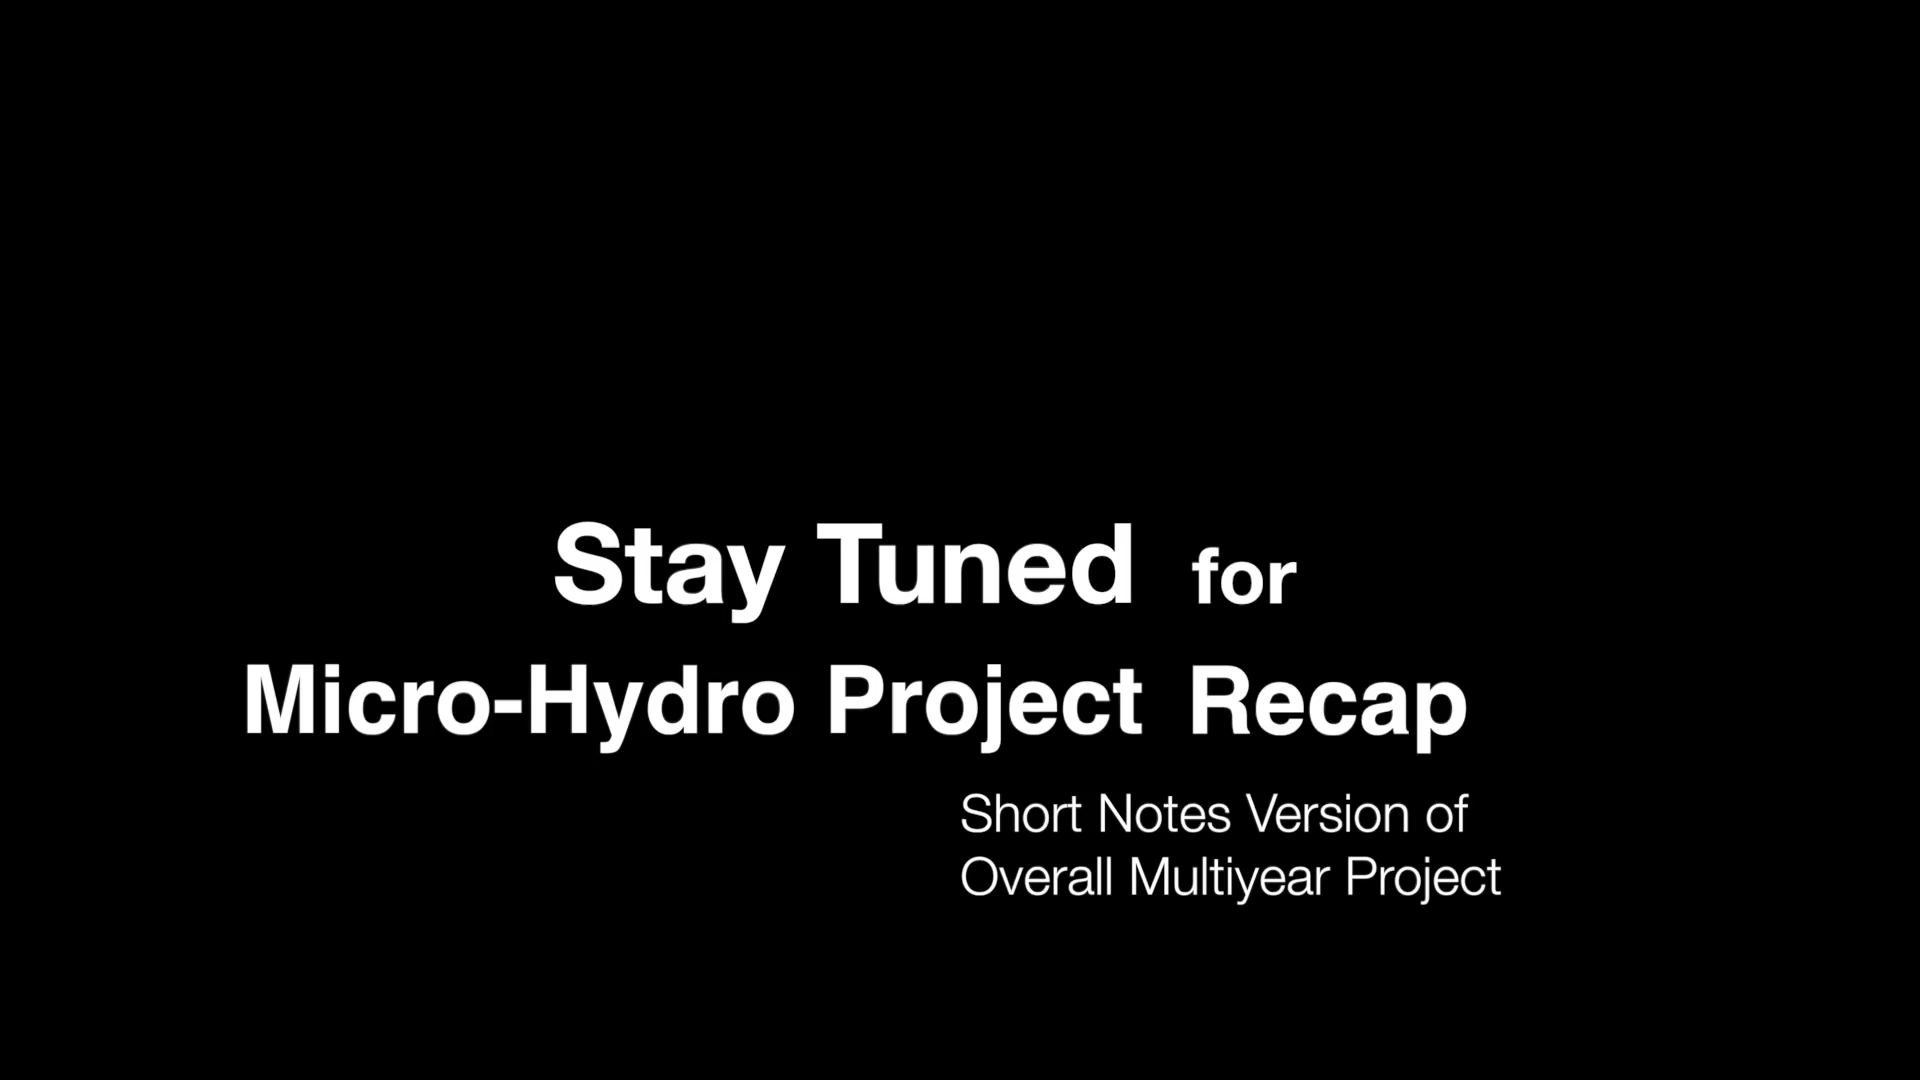 Stay Tuned for
Micro-Hydro Project Recap
Short Notes Version of
Overall Multiyear Project